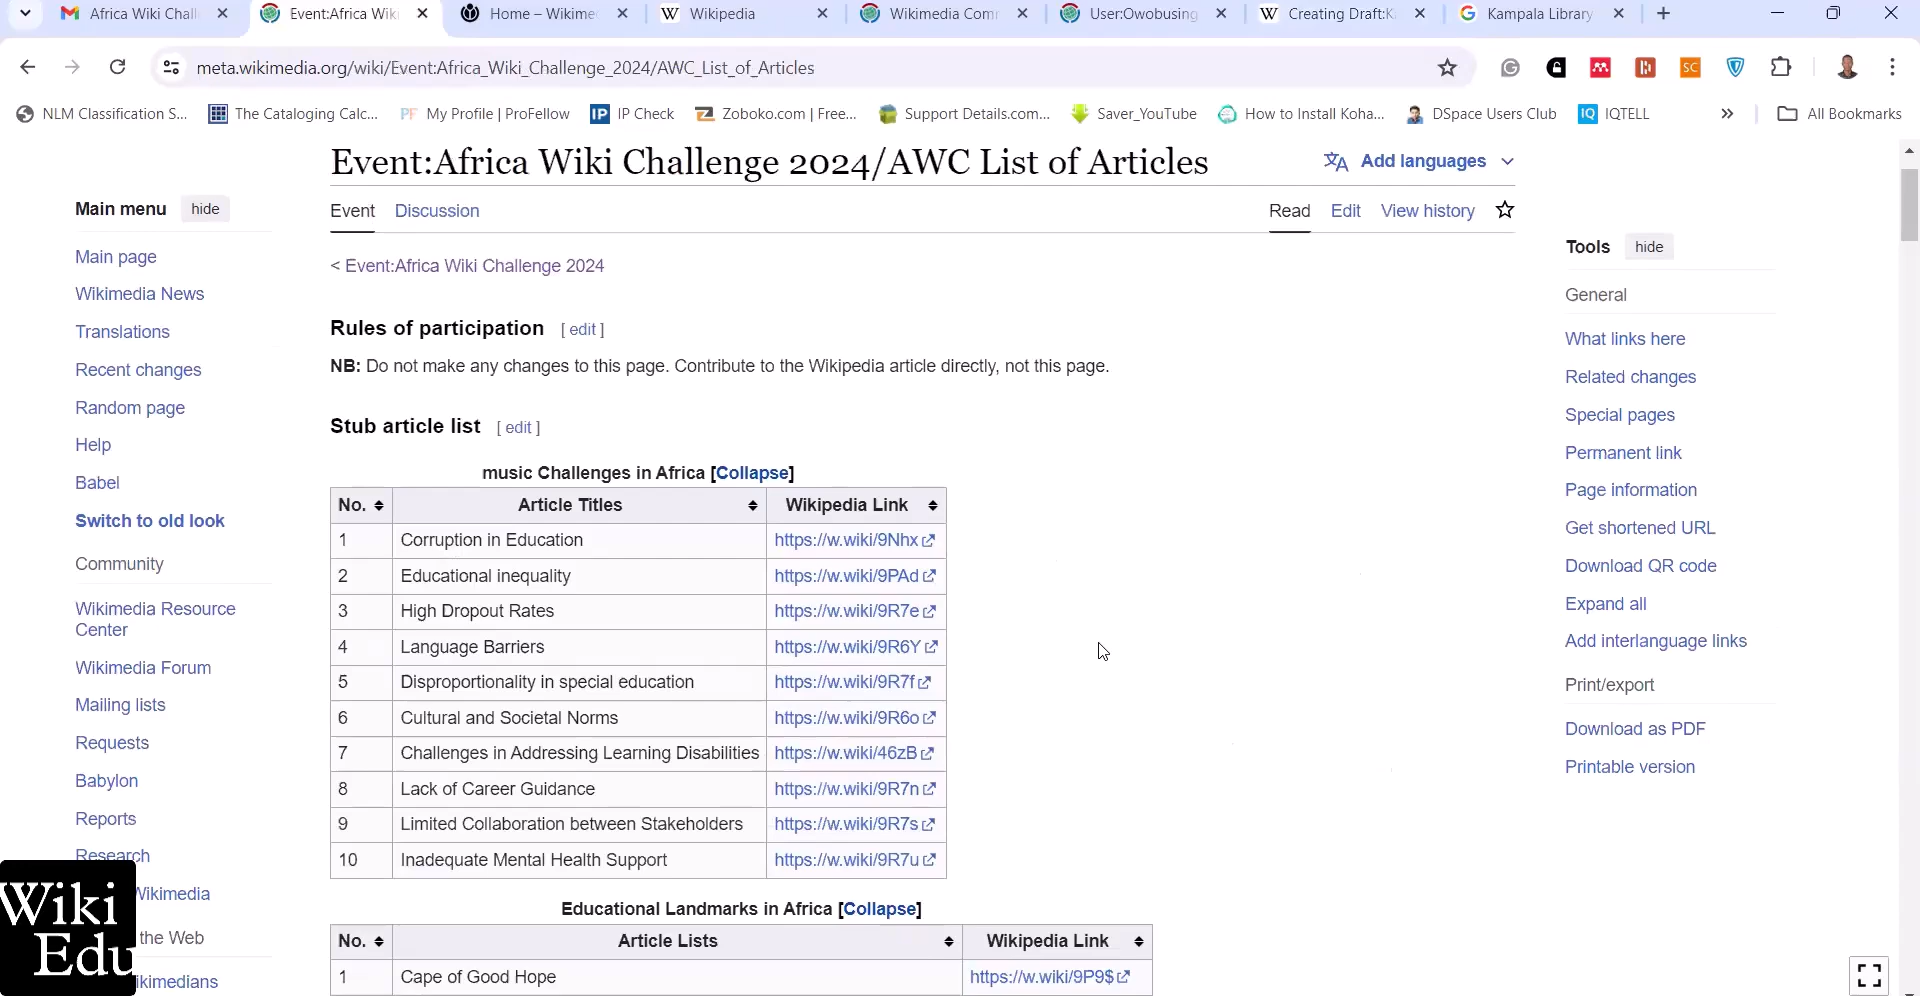 Africa Wiki Chall
Event:Africa Wiki
Home – Wikime
Wikipedia
Wikimedia Com
User:Owobusing
Creating Draft:K
Kampala Library
meta.wikimedia.org/wiki/Event:Africa_Wiki_Challenge_2024/AWC_List_of_Articles
NLM Classification S...
The Cataloging Calc...
PF My Profile | ProFellow
IP IP Check
Zoboko.com | Free...
Support Details.com...
Saver_YouTube
How to Install Koha...
DSpace Users Club
IQ IQTELL
All Bookmarks
Event:Africa Wiki Challenge 2024/AWC List of Articles
Add languages
Event Discussion
Read Edit View history
< Event:Africa Wiki Challenge 2024
Main menu hide
Main page
Wikimedia News
Translations
Recent changes
Random page
Help
Babel
Switch to old look
Community
Wikimedia Resource
Center
Wikimedia Forum
Mailing lists
Requests
Babylon
Reports
Research
Wikimedia
the Web
kimedians
Wiki
Edu
Rules of participation [ edit ]
NB: Do not make any changes to this page. Contribute to the Wikipedia article directly, not this page.
Stub article list [ edit ]
music Challenges in Africa [Collapse]
No. Article Titles Wikipedia Link
1 Corruption in Education https://w.wiki/9Nhx
2 Educational inequality https://w.wiki/9PAd
3 High Dropout Rates https://w.wiki/9R7e
4 Language Barriers https://w.wiki/9R6Y
5 Disproportionality in special education https://w.wiki/9R7f
6 Cultural and Societal Norms https://w.wiki/9R6o
7 Challenges in Addressing Learning Disabilities https://w.wiki/46zB
8 Lack of Career Guidance https://w.wiki/9R7n
9 Limited Collaboration between Stakeholders https://w.wiki/9R7s
10 Inadequate Mental Health Support https://w.wiki/9R7u
Educational Landmarks in Africa [Collapse]
No. Article Lists Wikipedia Link
1 Cape of Good Hope https://w.wiki/9P9$
Tools hide
General
What links here
Related changes
Special pages
Permanent link
Page information
Get shortened URL
Download QR code
Expand all
Add interlanguage links
Print/export
Download as PDF
Printable version